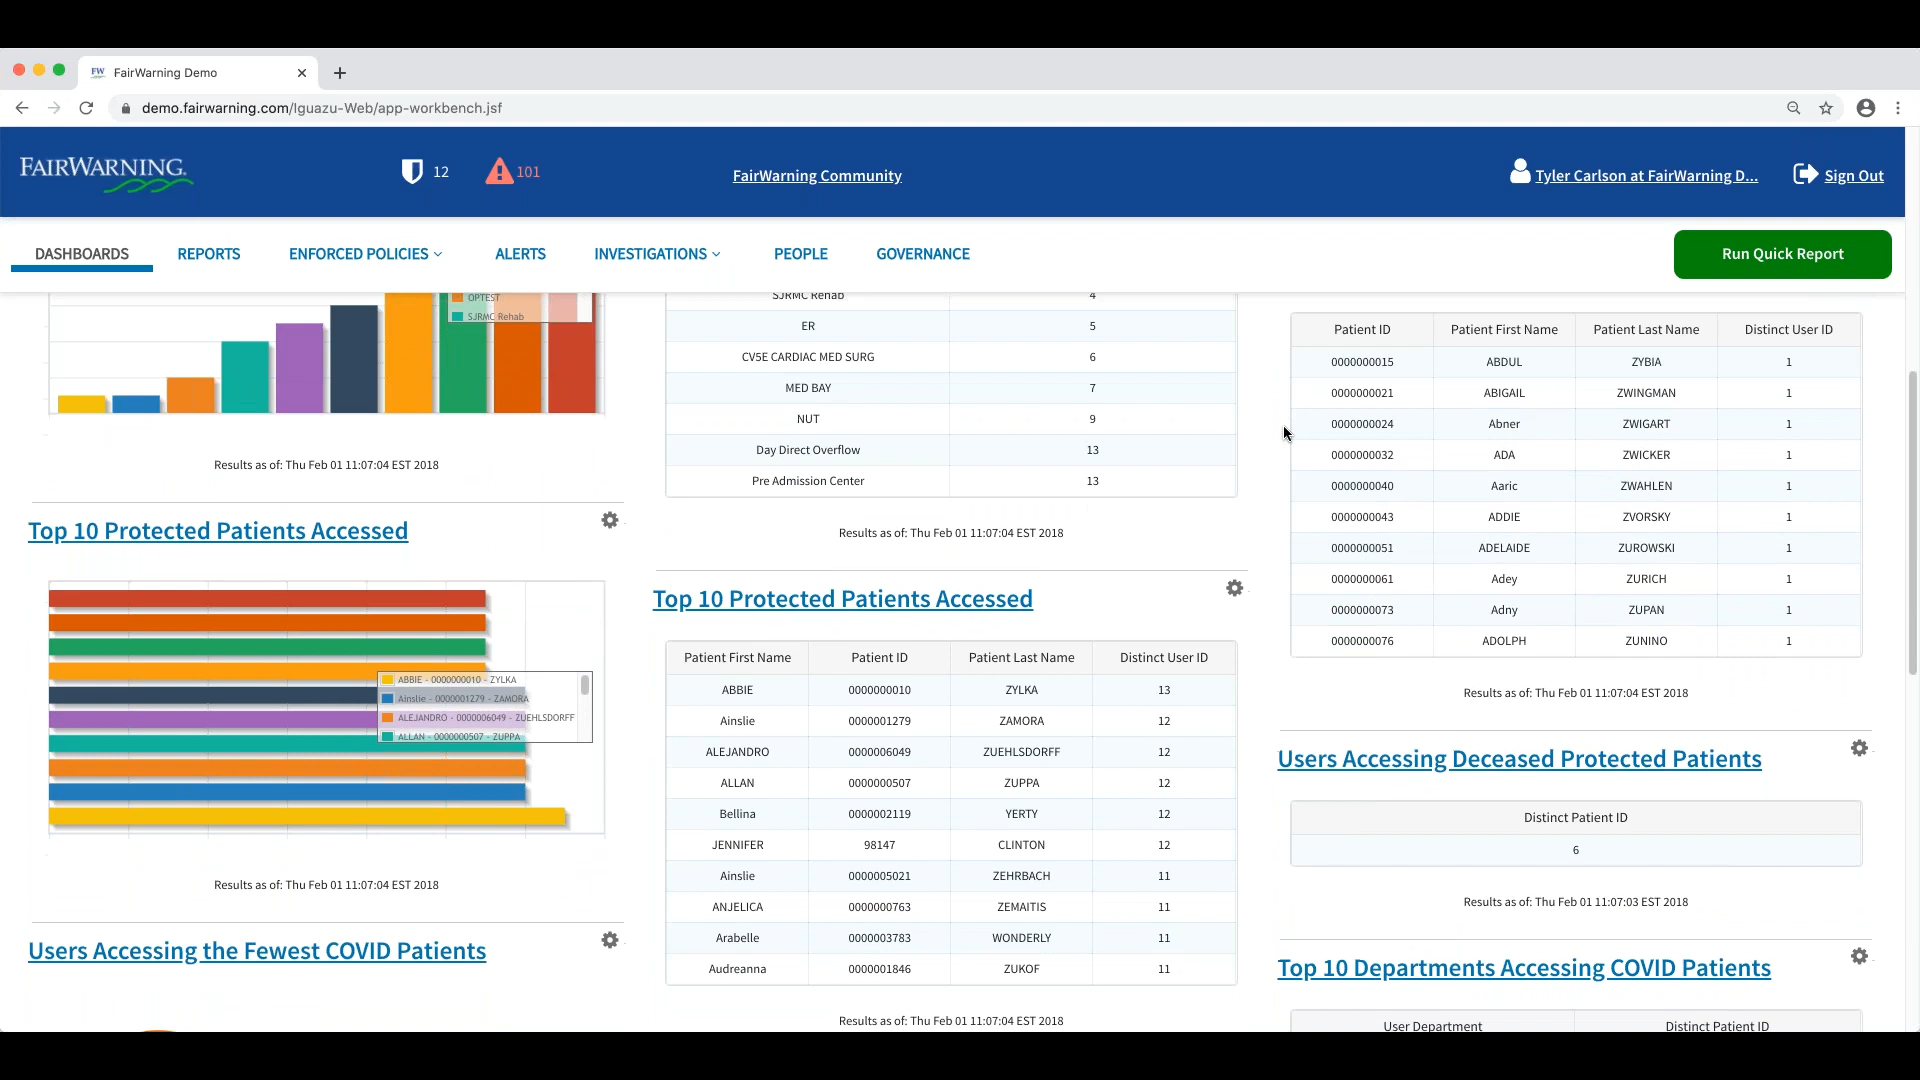 FW FairWarning Demo
demo.fairwarning.com/Iguazu-Web/app-workbench.jsf
FAIRWARNING.
12
101
FairWarning Community
Tyler Carlson at FairWarning D...
Sign Out
DASHBOARDS
REPORTS
ENFORCED POLICIES
ALERTS
INVESTIGATIONS
PEOPLE
GOVERNANCE
Run Quick Report
OPTEST
SJRMC Rehab
Results as of: Thu Feb 01 11:07:04 EST 2018
Top 10 Protected Patients Accessed
ABBIE - 0000000010 - ZYLKA
Ainslie - 0000001279 - ZAMORA
ALEJANDRO - 0000006049 - ZUEHLSDORFF
ALLAN - 0000000507 - ZUPPA
Results as of: Thu Feb 01 11:07:04 EST 2018
Users Accessing the Fewest COVID Patients
SJRMC Rehab 4
ER 5
CV5E CARDIAC MED SURG 6
MED BAY 7
NUT 9
Day Direct Overflow 13
Pre Admission Center 13
Results as of: Thu Feb 01 11:07:04 EST 2018
Top 10 Protected Patients Accessed
Patient First Name Patient ID Patient Last Name Distinct User ID
ABBIE 0000000010 ZYLKA 13
Ainslie 0000001279 ZAMORA 12
ALEJANDRO 0000006049 ZUEHLSDORFF 12
ALLAN 0000000507 ZUPPA 12
Bellina 0000002119 YERTY 12
JENNIFER 98147 CLINTON 12
Ainslie 0000005021 ZEHRBACH 11
ANJELICA 0000000763 ZEMAITIS 11
Arabelle 0000003783 WONDERLY 11
Audreanna 0000001846 ZUKOF 11
Results as of: Thu Feb 01 11:07:04 EST 2018
Patient ID Patient First Name Patient Last Name Distinct User ID
0000000015 ABDUL ZYBIA 1
0000000021 ABIGAIL ZWINGMAN 1
0000000024 Abner ZWIGART 1
0000000032 ADA ZWICKER 1
0000000040 Aaric ZWAHLEN 1
0000000043 ADDIE ZVORSKY 1
0000000051 ADELAIDE ZUROWSKI 1
0000000061 Adey ZURICH 1
0000000073 Adny ZUPAN 1
0000000076 ADOLPH ZUNINO 1
Results as of: Thu Feb 01 11:07:04 EST 2018
Users Accessing Deceased Protected Patients
Distinct Patient ID
6
Results as of: Thu Feb 01 11:07:03 EST 2018
Top 10 Departments Accessing COVID Patients
User Department Distinct Patient ID